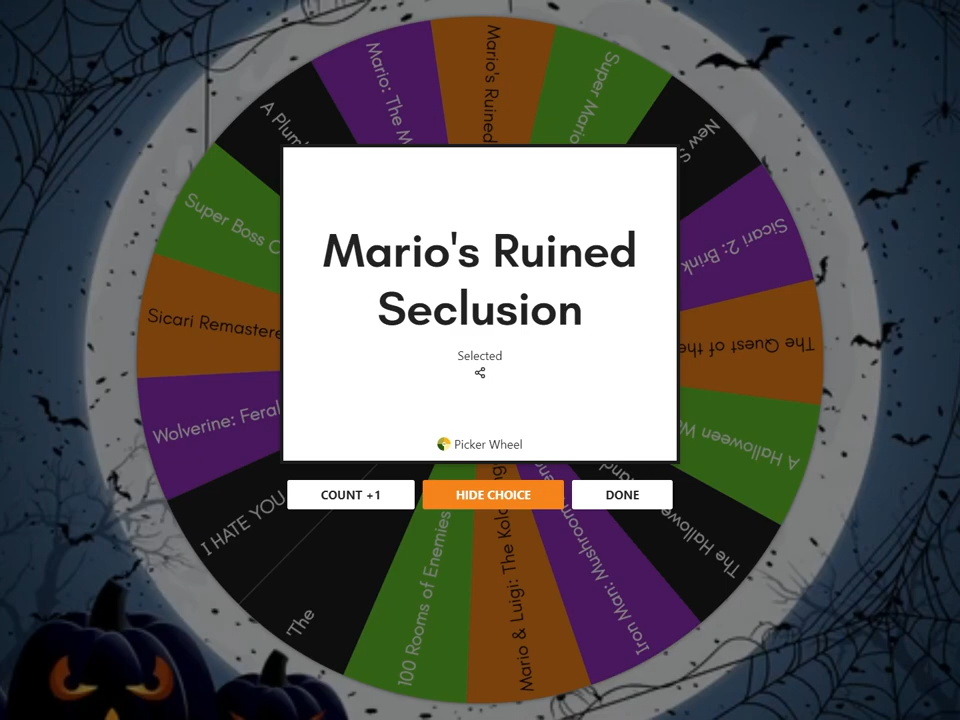 Mario's Ruined
Super Mario
New S
Sicari 2: Brink
The Quest of the
A Halloween W
The Hallowe
and
Iron Man: Mushroom
Mario & Luigi: The Kolo
ng
100 Rooms of Enemies
'The
I HATE YOU
Wolverine: Feral
Sicari Remastere
Super Boss C
A Plum
Mario: The M
Mario's Ruined
Seclusion
Selected
Picker Wheel
COUNT +1
HIDE CHOICE
DONE